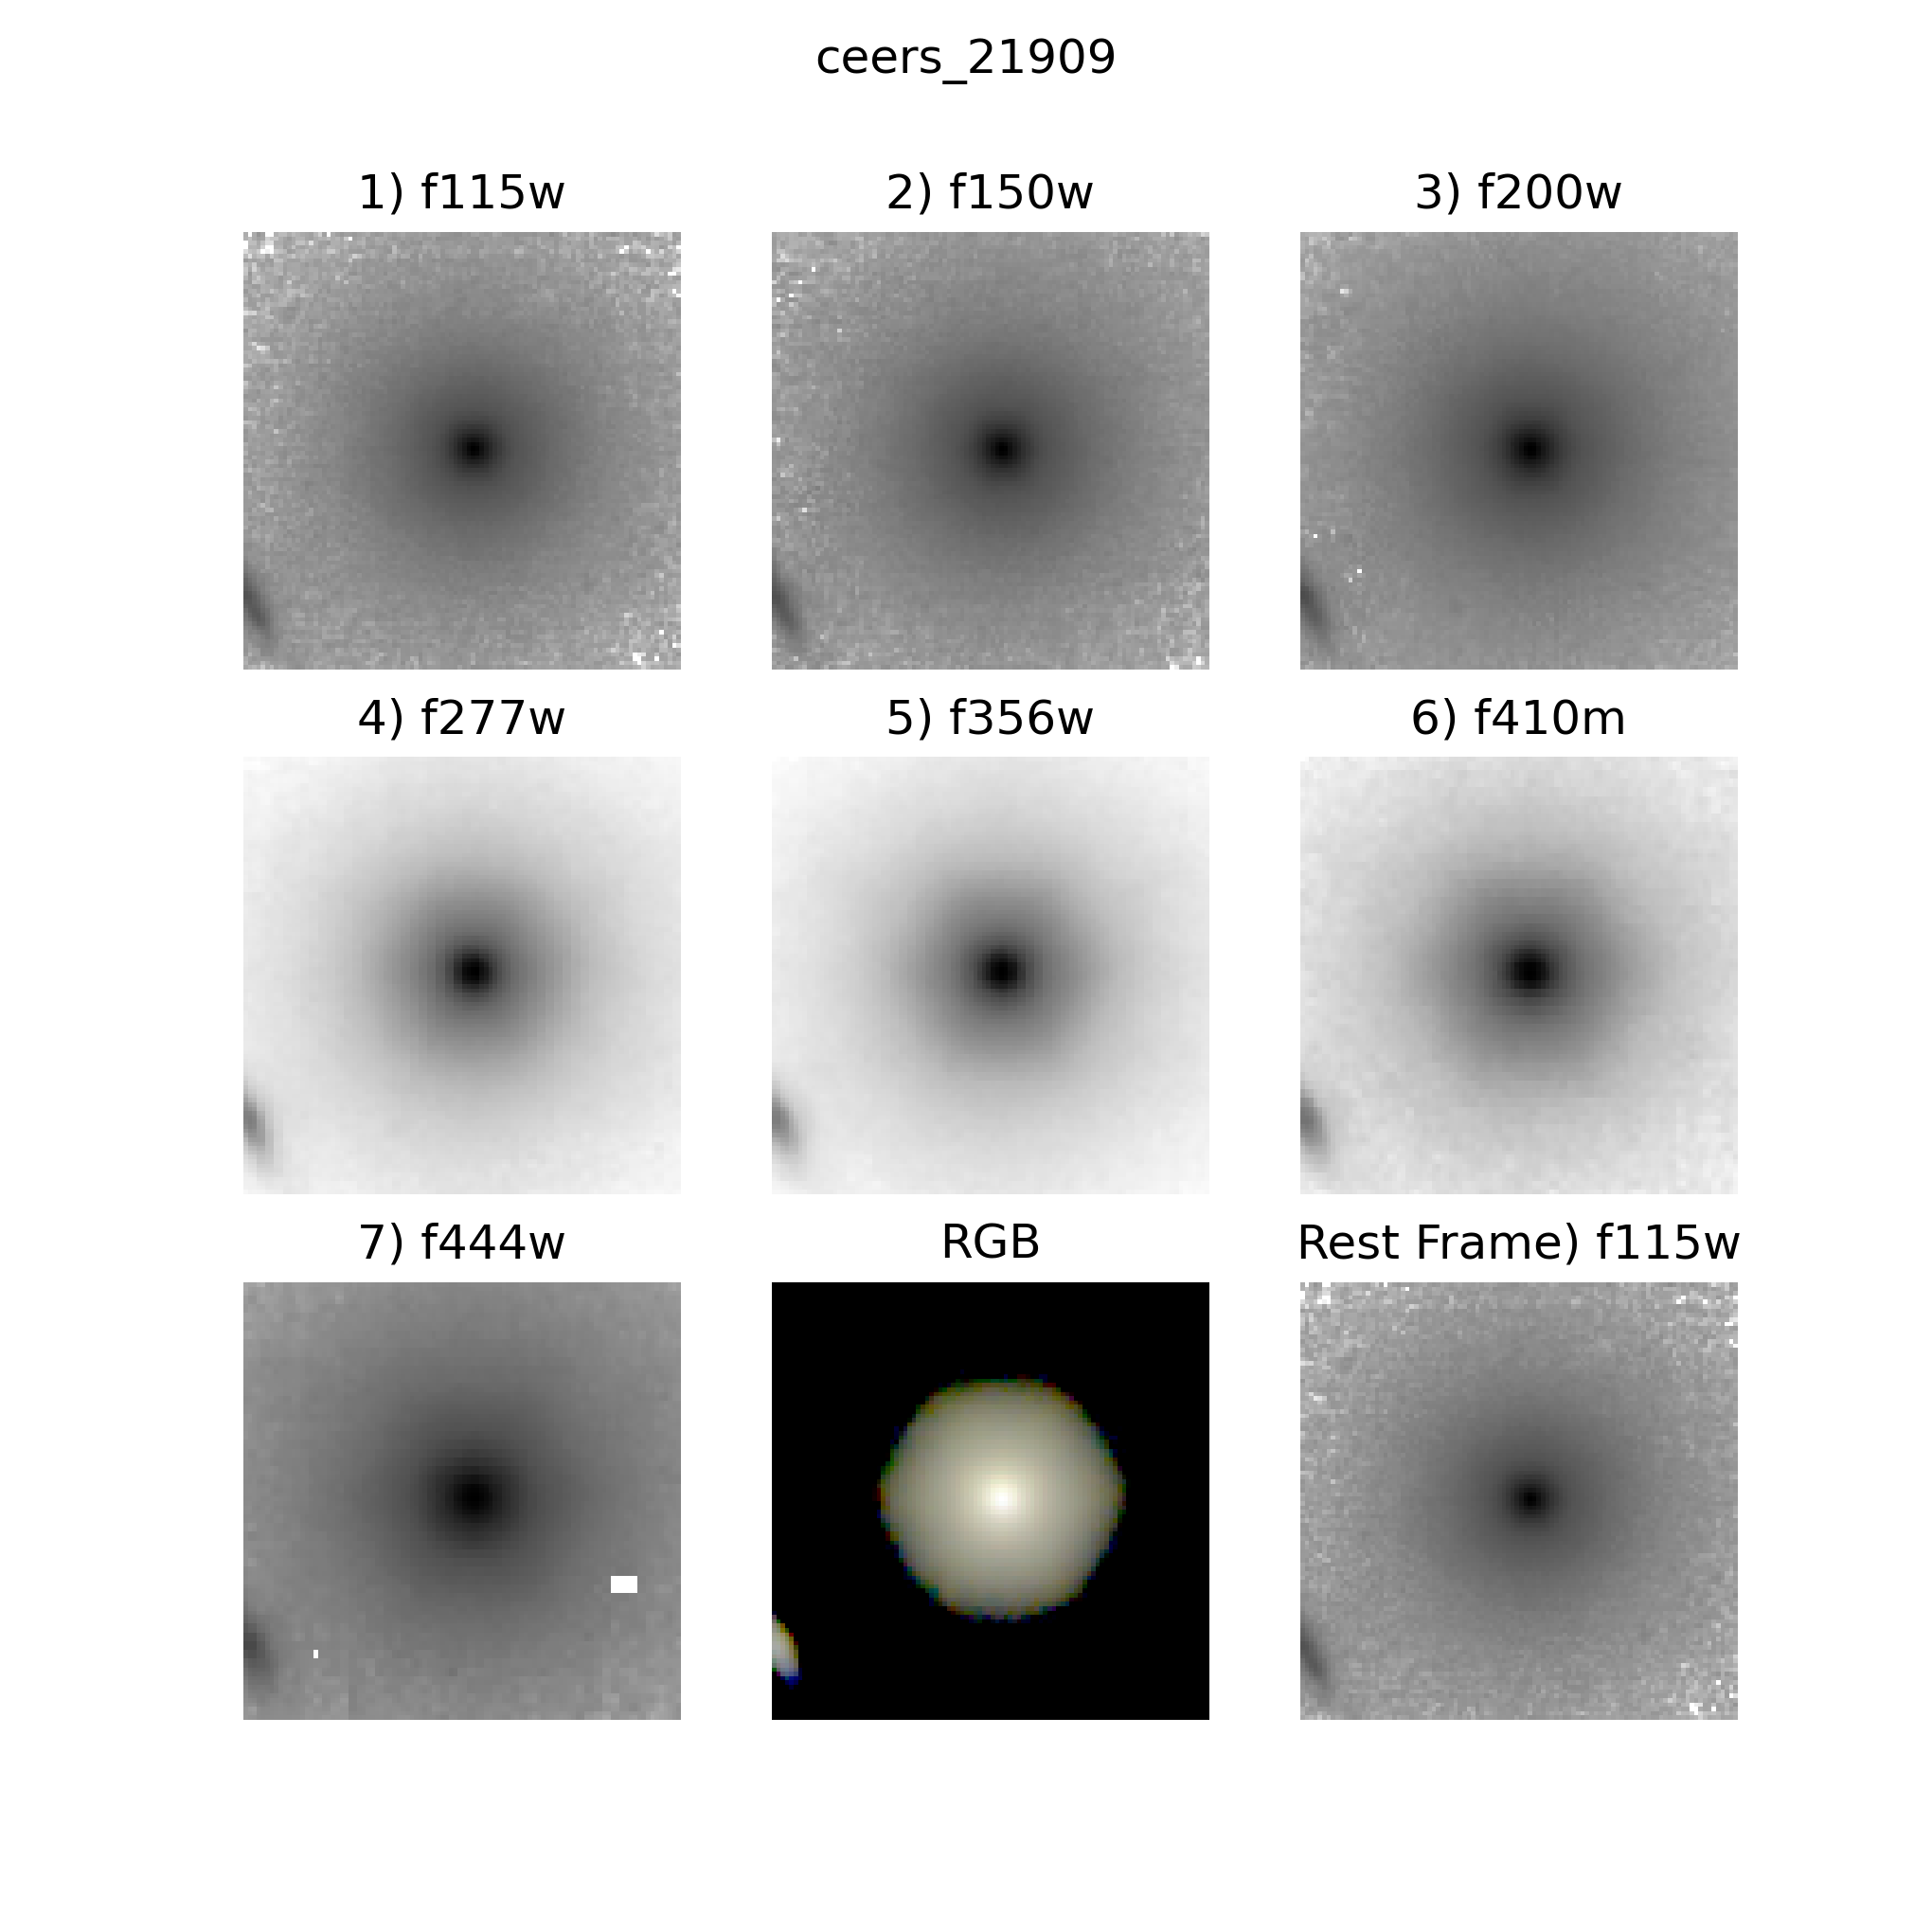 ceers_21909
1) f115w
2) f150w
3) f200w
4) f277w
5) f356w
6) f410m
7) f444w
RGB
Rest Frame) f115w